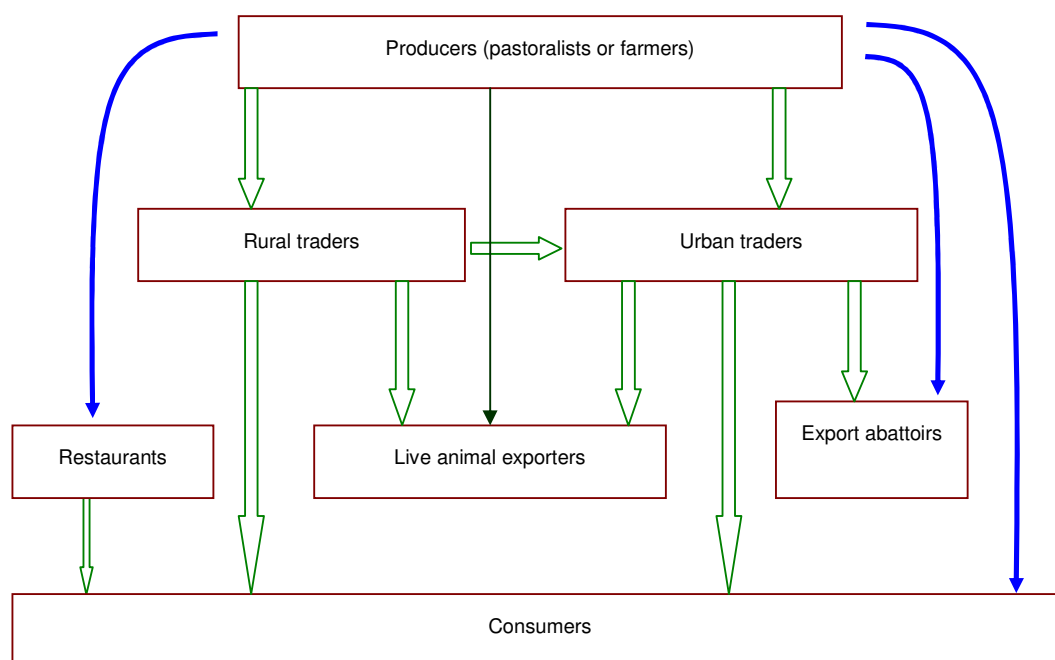 Producers (pastoralists or farmers)
Rural traders
Urban traders
Restaurants
Live animal exporters
Export abattoirs
Consumers